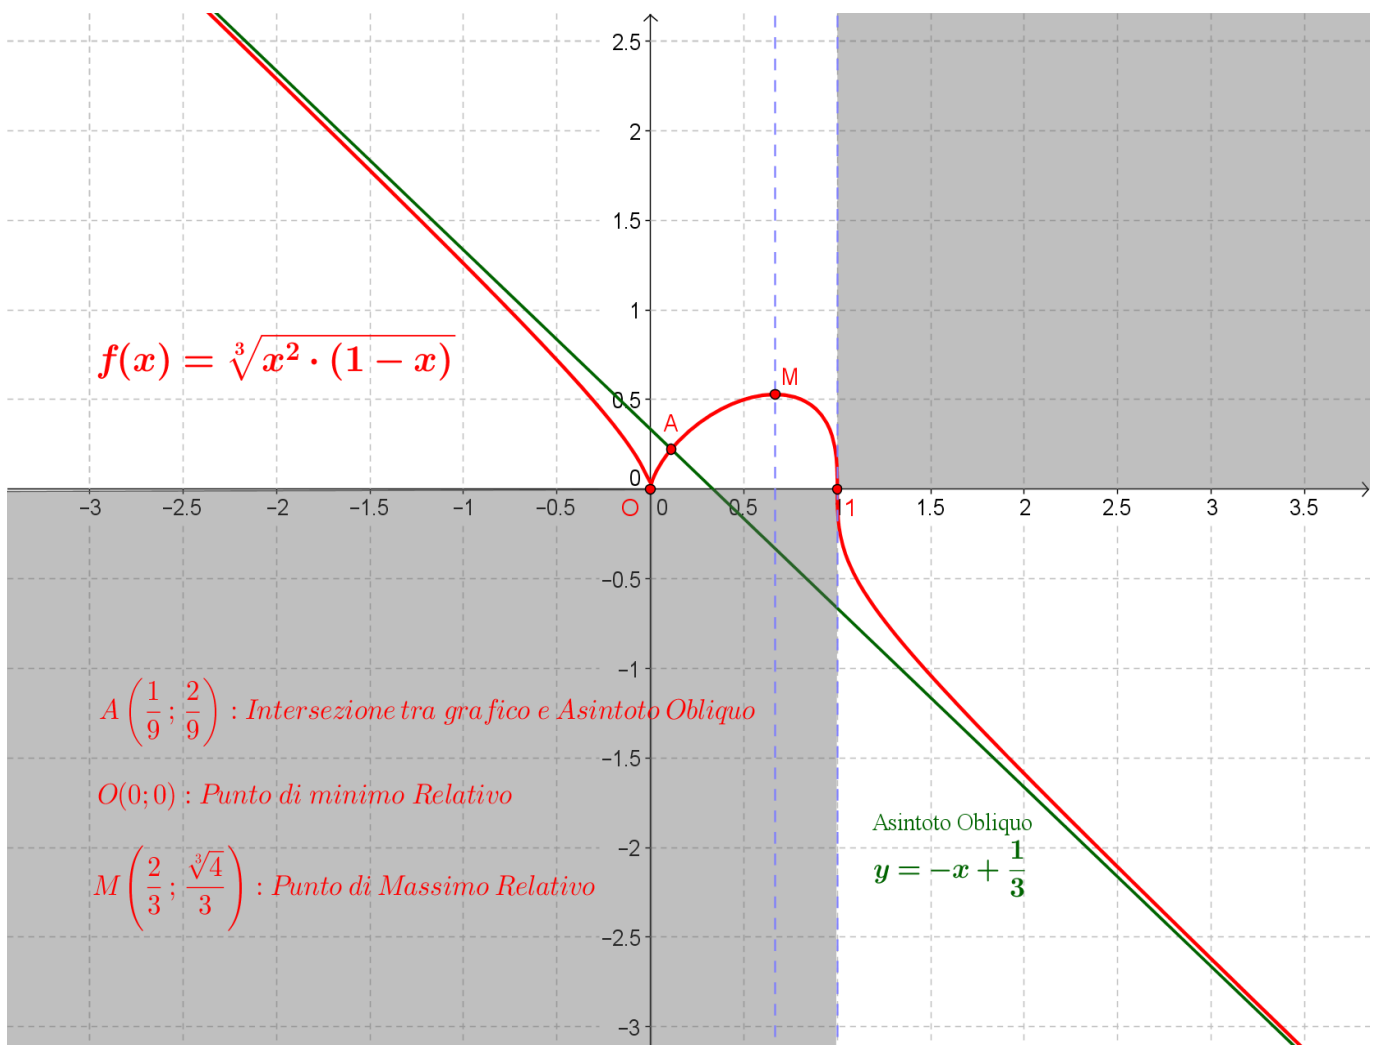 2.5
2
1.5
1
f(x) = ∛(x² · (1 − x))
0.5
M
A
0
−3 −2.5 −2 −1.5 −1 −0.5 O 0 0.5 1 1.5 2 2.5 3 3.5
−0.5
−1
A(1/9 ; 2/9) : Intersezione tra grafico e Asintoto Obliquo
−1.5
O(0; 0) : Punto di minimo Relativo
Asintoto Obliquo
−2
y = −x + 1/3
M(2/3 ; ∛4/3) : Punto di Massimo Relativo
−2.5
−3